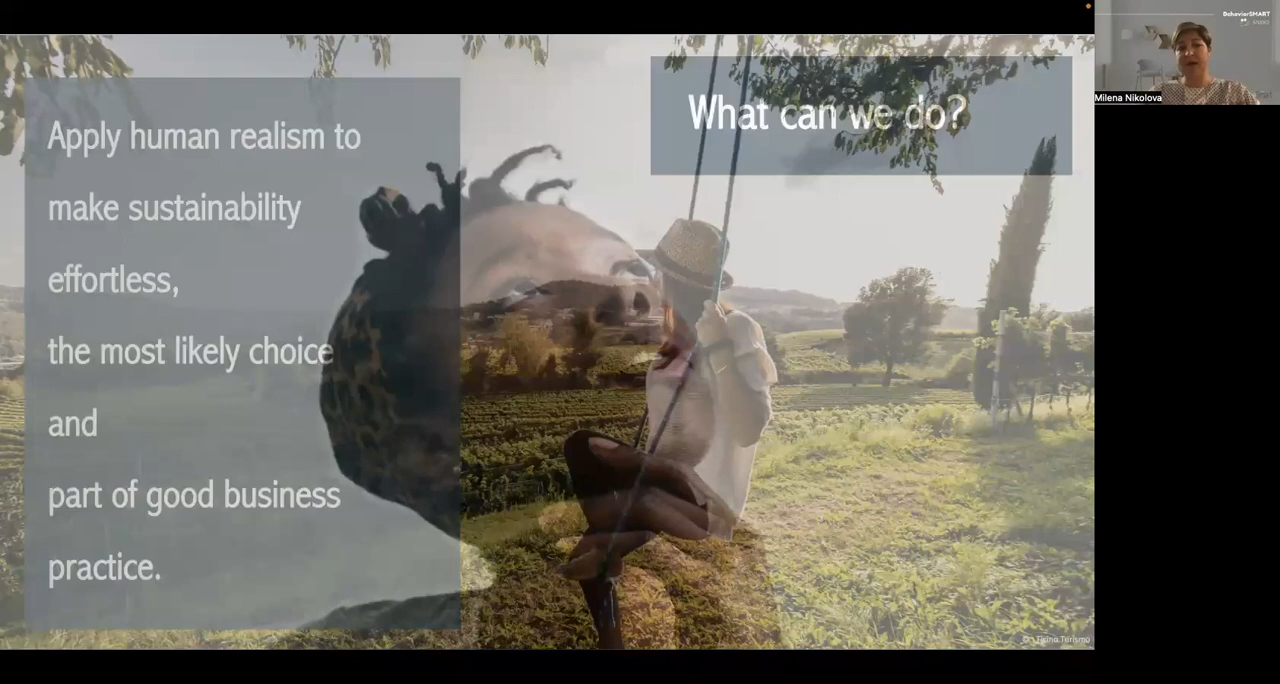 Apply human realism to
make sustainability
effortless,
the most likely choice
and
part of good business
practice.
What can we do?
BehaviorSMART
Milena Nikolova
Turismo